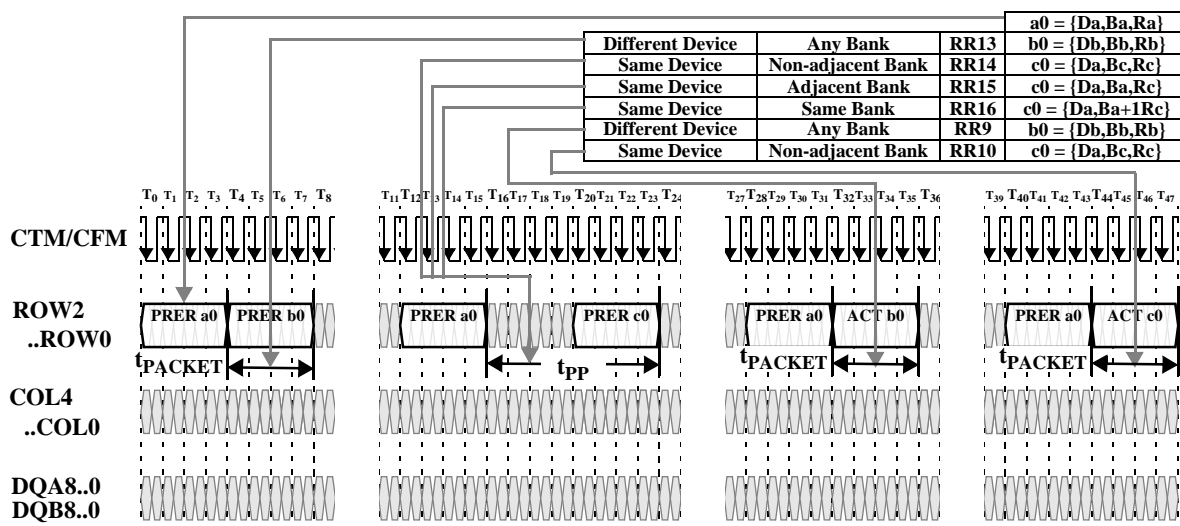 a0 = {Da,Ba,Ra}
Different Device Any Bank RR13 b0 = {Db,Bb,Rb}
Same Device Non-adjacent Bank RR14 c0 = {Da,Bc,Rc}
Same Device Adjacent Bank RR15 c0 = {Da,Ba,Rc}
Same Device Same Bank RR16 c0 = {Da,Ba+1Rc}
Different Device Any Bank RR9 b0 = {Db,Bb,Rb}
Same Device Non-adjacent Bank RR10 c0 = {Da,Bc,Rc}
T0 T1 T2 T3 T4 T5 T6 T7 T8 T11 T12 T13 T14 T15 T16 T17 T18 T19 T20 T21 T22 T23 T24 T27 T28 T29 T30 T31 T32 T33 T34 T35 T36 T39 T40 T41 T42 T43 T44 T45 T46 T47
CTM/CFM
ROW2
..ROW0
PRER a0 PRER b0 PRER a0 PRER c0 PRER a0 ACT b0 PRER a0 ACT c0
tPACKET tPP tPACKET tPACKET
COL4
..COL0
DQA8..0
DQB8..0